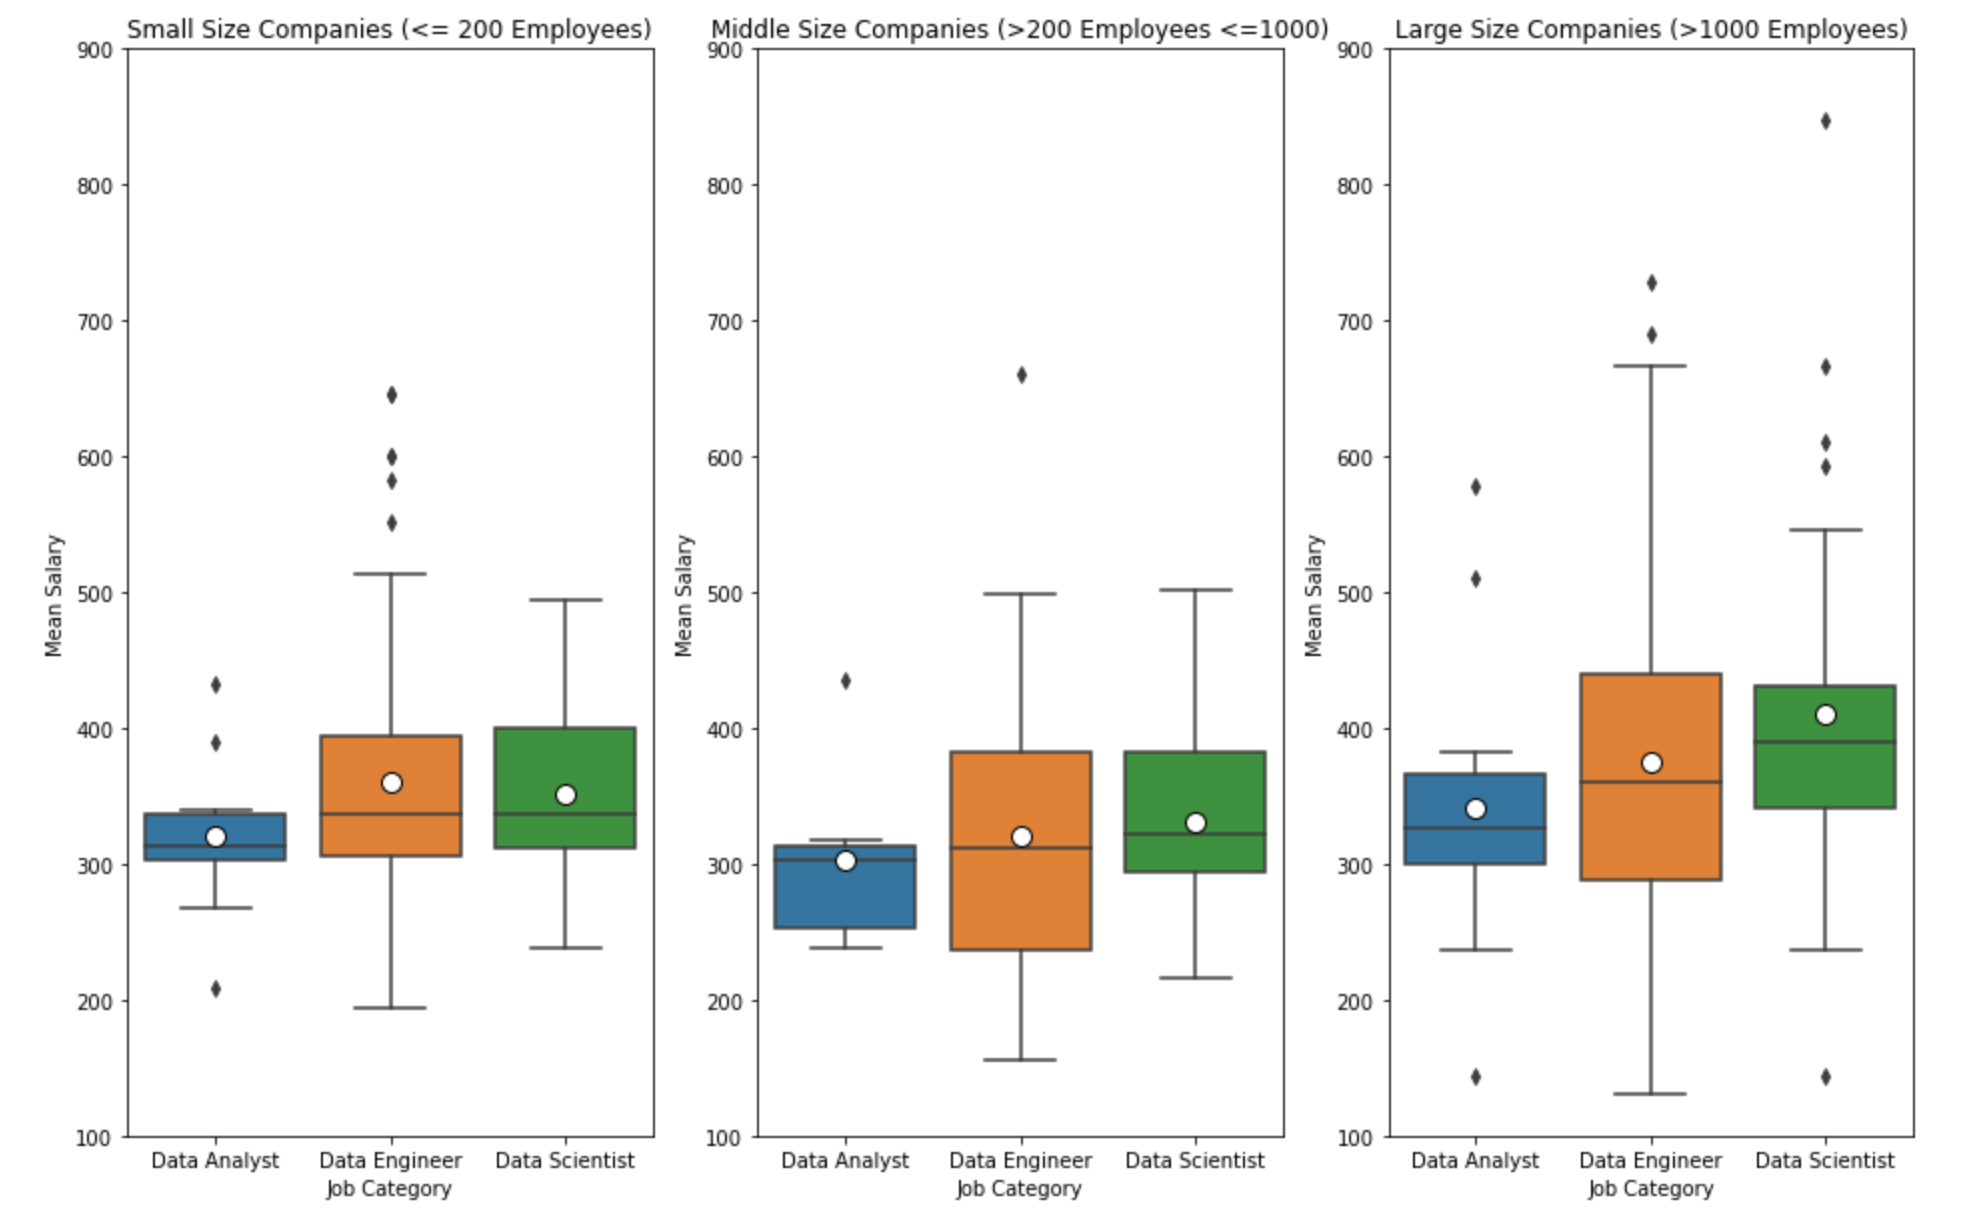 Small Size Companies (<= 200 Employees)
900
800
700
600
500
400
300
200
100
Mean Salary
Data Analyst Data Engineer Data Scientist
Job Category
Middle Size Companies (>200 Employees <=1000)
900
800
700
600
500
400
300
200
100
Mean Salary
Data Analyst Data Engineer Data Scientist
Job Category
Large Size Companies (>1000 Employees)
900
800
700
600
500
400
300
200
100
Mean Salary
Data Analyst Data Engineer Data Scientist
Job Category